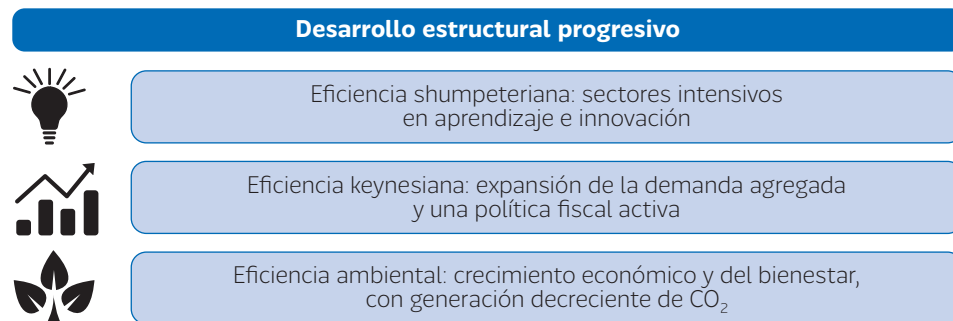 Desarrollo estructural progresivo
Eficiencia shumpeteriana: sectores intensivos
en aprendizaje e innovación
Eficiencia keynesiana: expansión de la demanda agregada
y una política fiscal activa
Eficiencia ambiental: crecimiento económico y del bienestar,
con generación decreciente de CO₂